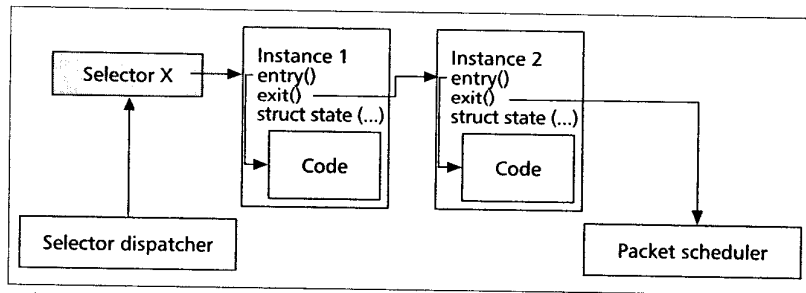 Selector X
Selector dispatcher
Instance 1
entry()
exit()
struct state (...)
Code
Instance 2
entry()
exit()
struct state (...)
Code
Packet scheduler